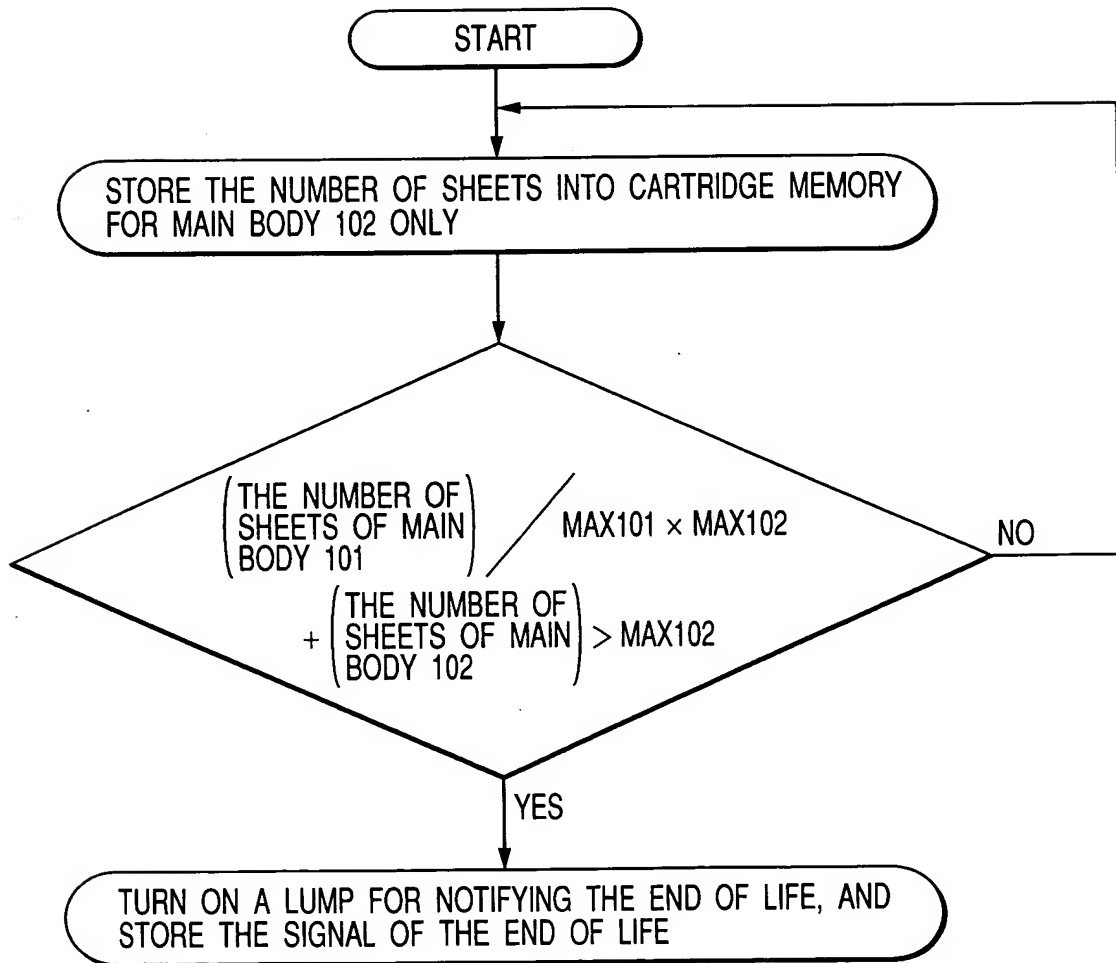 START
STORE THE NUMBER OF SHEETS INTO CARTRIDGE MEMORY
FOR MAIN BODY 102 ONLY
(THE NUMBER OF
SHEETS OF MAIN
BODY 101) / MAX101 × MAX102
+ (THE NUMBER OF
SHEETS OF MAIN
BODY 102) > MAX102
NO
YES
TURN ON A LUMP FOR NOTIFYING THE END OF LIFE, AND
STORE THE SIGNAL OF THE END OF LIFE